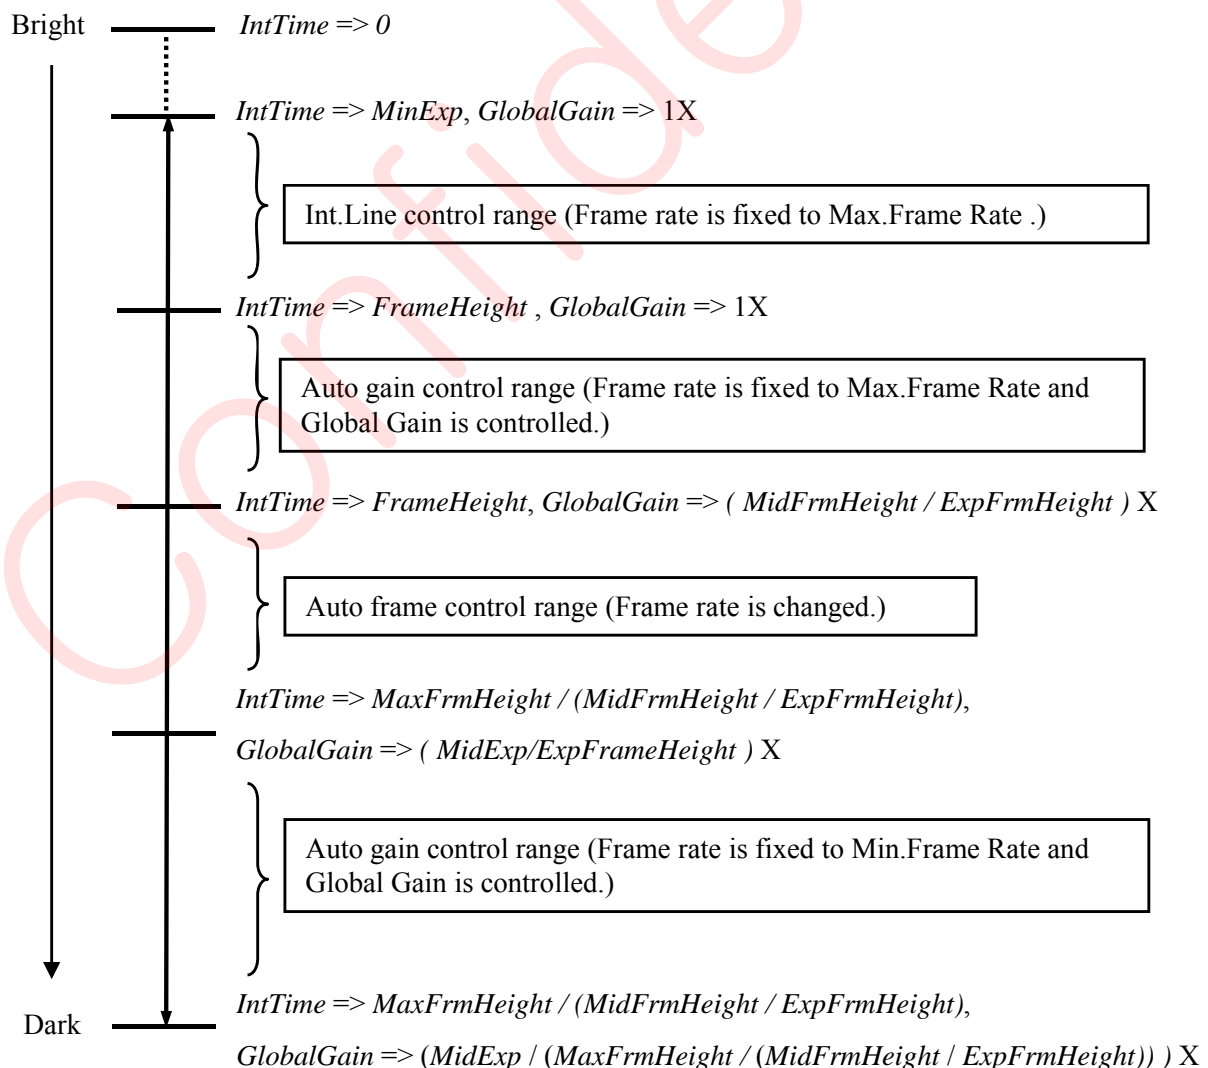 Bright
IntTime => 0
IntTime => MinExp, GlobalGain => 1X
Int.Line control range (Frame rate is fixed to Max.Frame Rate .)
IntTime => FrameHeight , GlobalGain => 1X
Auto gain control range (Frame rate is fixed to Max.Frame Rate and
Global Gain is controlled.)
IntTime => FrameHeight, GlobalGain => ( MidFrmHeight / ExpFrmHeight ) X
Auto frame control range (Frame rate is changed.)
IntTime => MaxFrmHeight / (MidFrmHeight / ExpFrmHeight),
GlobalGain => ( MidExp/ExpFrameHeight ) X
Auto gain control range (Frame rate is fixed to Min.Frame Rate and
Global Gain is controlled.)
IntTime => MaxFrmHeight / (MidFrmHeight / ExpFrmHeight),
Dark
GlobalGain => (MidExp / (MaxFrmHeight / (MidFrmHeight / ExpFrmHeight)) ) X
Confide